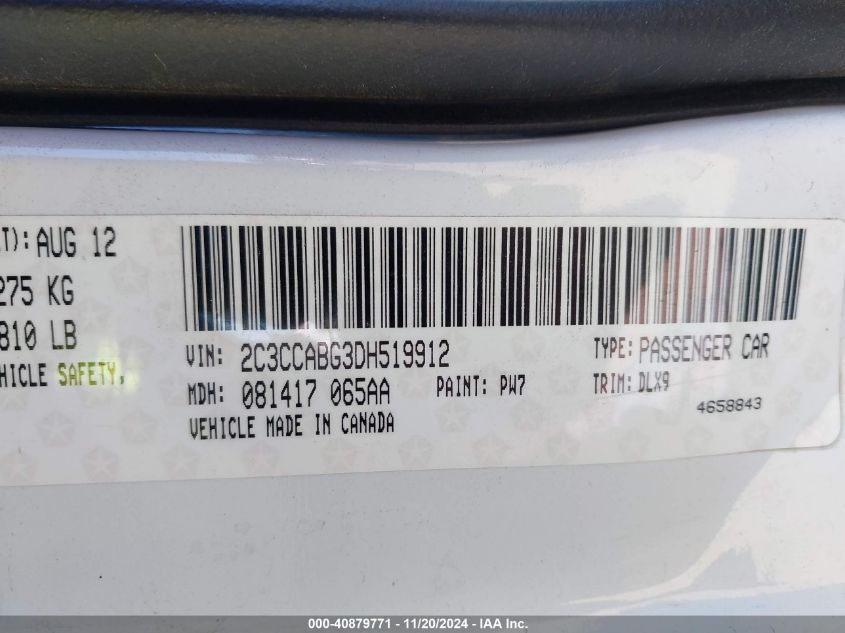 T): AUG 12
275 KG
810 LB
HICLE SAFETY,
VIN: 2C3CCABG3DH519912
TYPE: PASSENGER CAR
MDH: 081417 065AA
PAINT: PW7
TRIM: DLX9
4658843
VEHICLE MADE IN CANADA
000-40879771 - 11/20/2024 - IAA Inc.